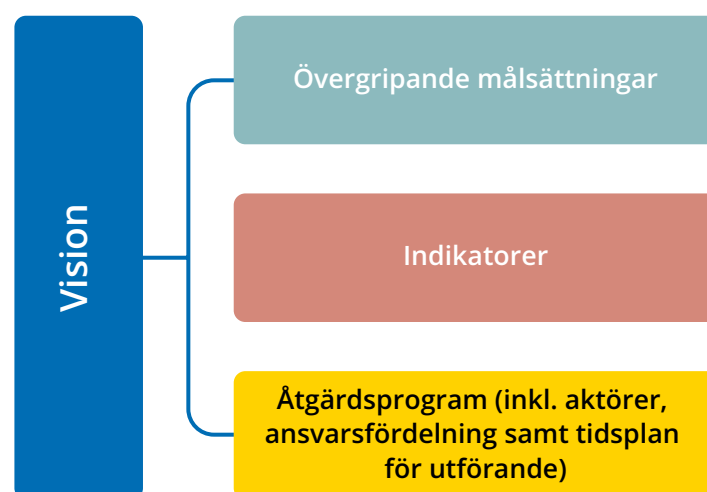 Vision
Övergripande målsättningar
Indikatorer
Åtgärdsprogram (inkl. aktörer,
ansvarsfördelning samt tidsplan
för utförande)